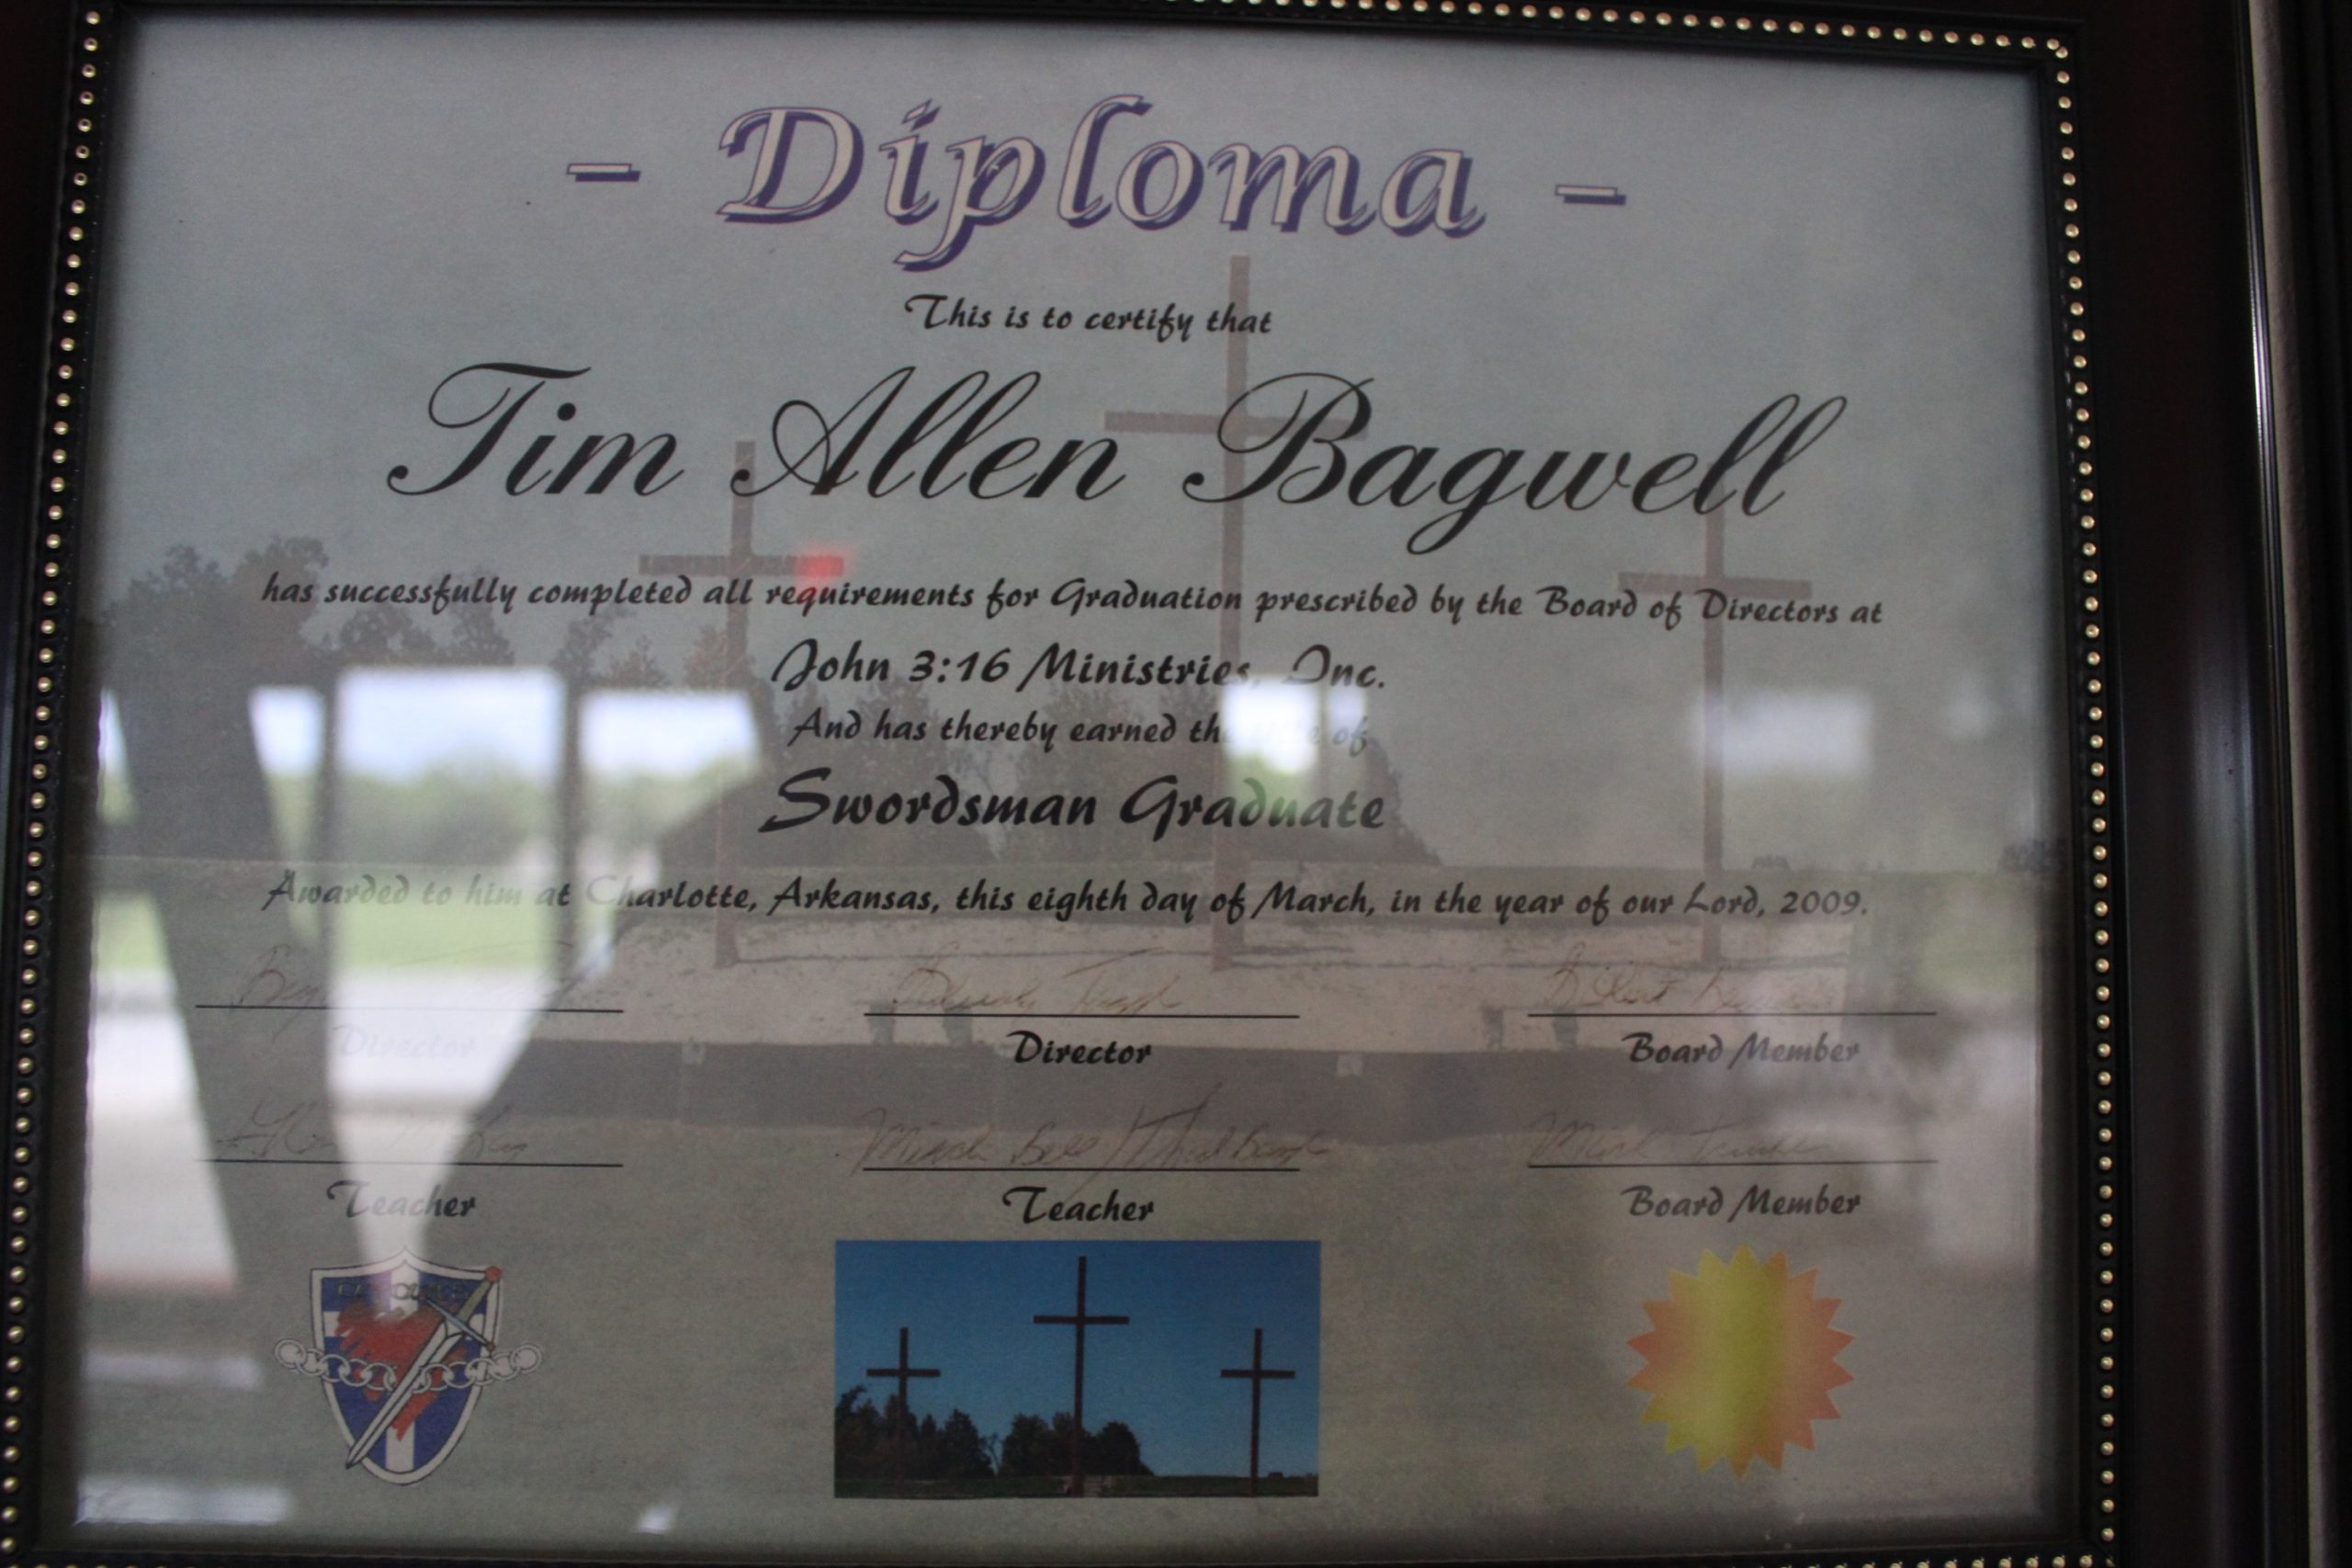 - Diploma -
This is to certify that
Tim Allen Bagwell
has successfully completed all requirements for Graduation prescribed by the Board of Directors at
John 3:16 Ministries, Inc.
And has thereby earned the of
Swordsman Graduate
Awarded to him at Charlotte, Arkansas, this eighth day of March, in the year of our Lord, 2009.
Director Director Board Member
Teacher Teacher Board Member